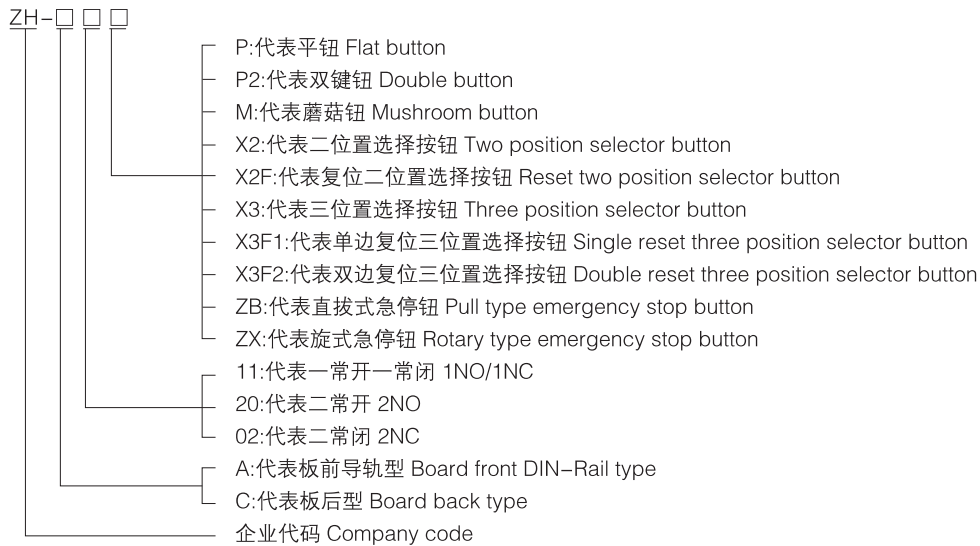 ZH-□ □ □
P:代表平钮 Flat button
P2:代表双键钮 Double button
M:代表蘑菇钮 Mushroom button
X2:代表二位置选择按钮 Two position selector button
X2F:代表复位二位置选择按钮 Reset two position selector button
X3:代表三位置选择按钮 Three position selector button
X3F1:代表单边复位三位置选择按钮 Single reset three position selector button
X3F2:代表双边复位三位置选择按钮 Double reset three position selector button
ZB:代表直拔式急停钮 Pull type emergency stop button
ZX:代表旋式急停钮 Rotary type emergency stop button
11:代表一常开一常闭 1NO/1NC
20:代表二常开 2NO
02:代表二常闭 2NC
A:代表板前导轨型 Board front DIN-Rail type
C:代表板后型 Board back type
企业代码 Company code